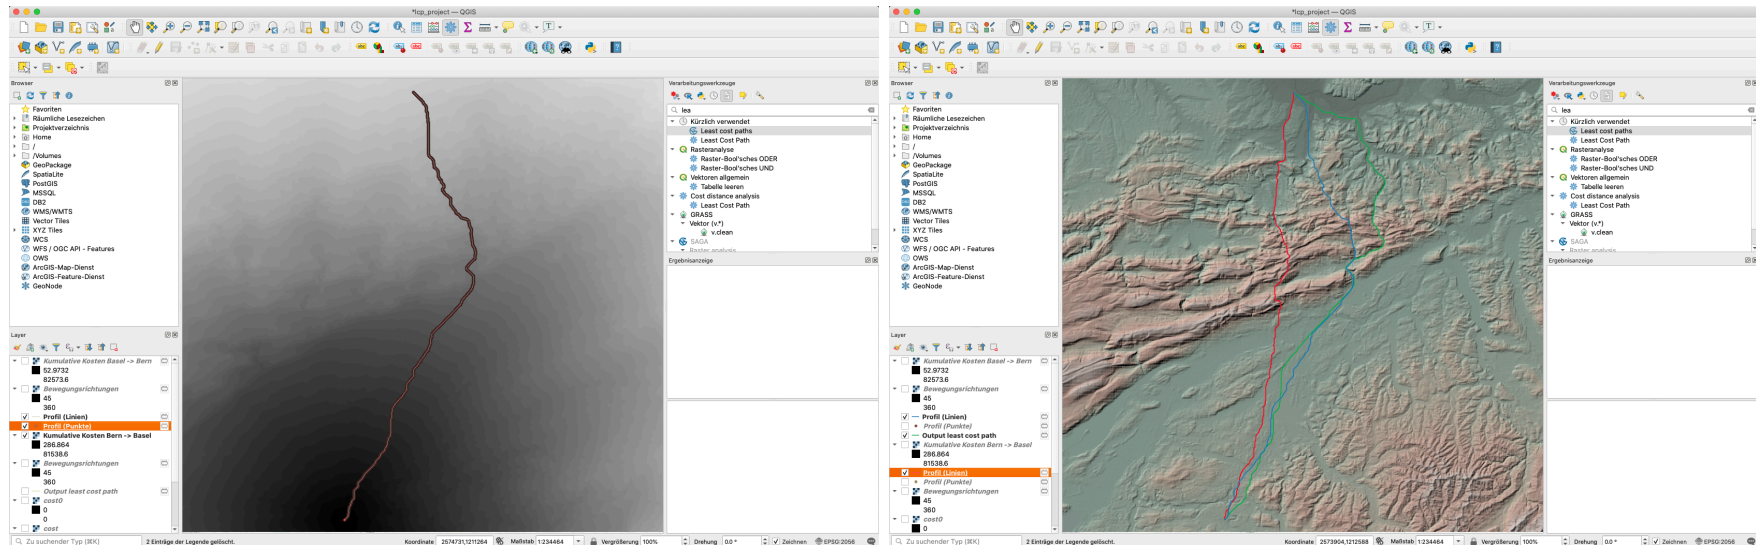 *lcp_project — QGIS
Browser
Favoriten
Räumliche Lesezeichen
Projektverzeichnis
Home
/
/Volumes
GeoPackage
SpatiaLite
PostGIS
MSSQL
DB2
WMS/WMTS
Vector Tiles
XYZ Tiles
WCS
WFS / OGC API - Features
OWS
ArcGIS-Map-Dienst
ArcGIS-Feature-Dienst
GeoNode
Layer
Kumulative Kosten Basel -> Bern
52.9732
82573.6
Bewegungsrichtungen
45
360
Profil (Linien)
Profil (Punkte)
Kumulative Kosten Bern -> Basel
286.864
81538.6
Bewegungsrichtungen
45
360
Output least cost path
cost0
0
0
cost
Verarbeitungswerkzeuge
lea
Kürzlich verwendet
Least cost paths
Least Cost Path
Rasteranalyse
Raster-Bool'sches ODER
Raster-Bool'sches UND
Vektoren allgemein
Tabelle leeren
Cost distance analysis
Least Cost Path
GRASS
Vektor (v.*)
v.clean
SAGA
Raster analysis
Ergebnisanzeige
Zu suchender Typ (⌘K)
2 Einträge der Legende gelöscht.
Koordinate 2574731,1211264
Maßstab 1:234464
Vergrößerung 100%
Drehung 0.0 °
Zeichnen
EPSG:2056
*lcp_project — QGIS
Browser
Favoriten
Räumliche Lesezeichen
Projektverzeichnis
Home
/
/Volumes
GeoPackage
SpatiaLite
PostGIS
MSSQL
DB2
WMS/WMTS
Vector Tiles
XYZ Tiles
WCS
WFS / OGC API - Features
OWS
ArcGIS-Map-Dienst
ArcGIS-Feature-Dienst
GeoNode
Layer
Kumulative Kosten Basel -> Bern
52.9732
82573.6
Bewegungsrichtungen
45
360
Profil (Linien)
Profil (Punkte)
Output least cost path
Kumulative Kosten Bern -> Basel
286.864
81538.6
Profil (Linien)
Profil (Punkte)
Bewegungsrichtungen
45
360
cost0
0
Verarbeitungswerkzeuge
lea
Kürzlich verwendet
Least cost paths
Least Cost Path
Rasteranalyse
Raster-Bool'sches ODER
Raster-Bool'sches UND
Vektoren allgemein
Tabelle leeren
Cost distance analysis
Least Cost Path
GRASS
Vektor (v.*)
v.clean
SAGA
Raster analysis
Ergebnisanzeige
Zu suchender Typ (⌘K)
2 Einträge der Legende gelöscht.
Koordinate 2573904,1212588
Maßstab 1:234464
Vergrößerung 100%
Drehung 0.0 °
Zeichnen
EPSG:2056